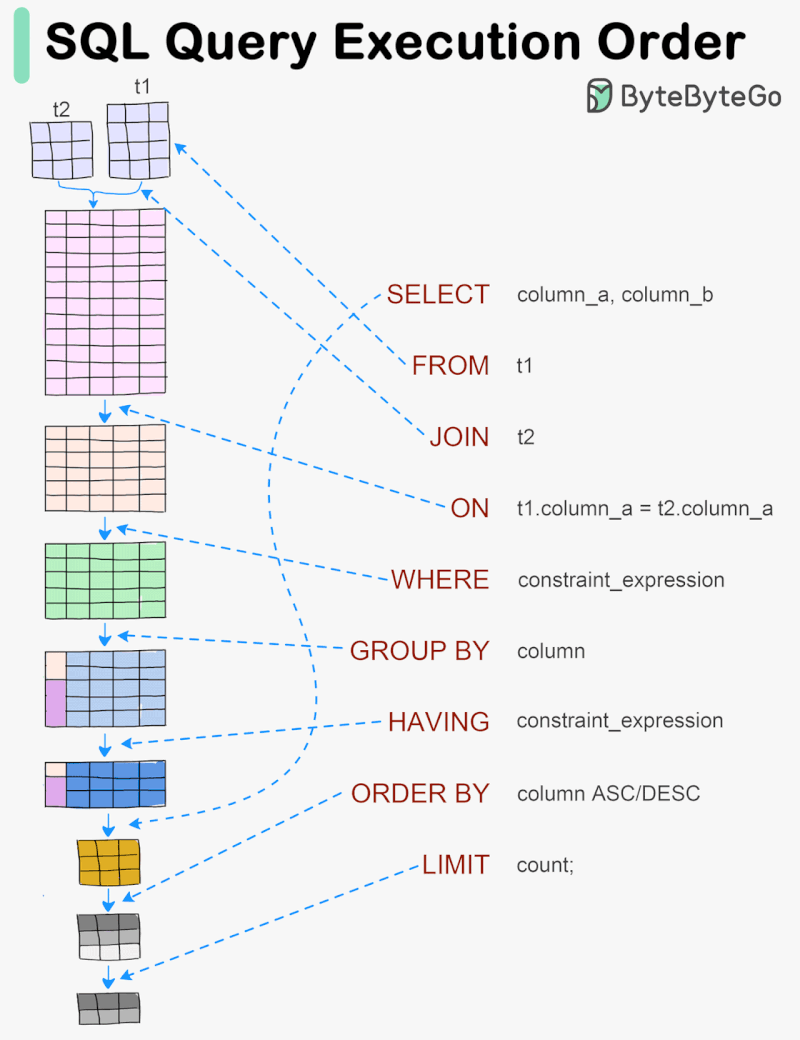 SQL Query Execution Order
ByteByteGo
t1
t2
SELECT column_a, column_b
FROM t1
JOIN t2
ON t1.column_a = t2.column_a
WHERE constraint_expression
GROUP BY column
HAVING constraint_expression
ORDER BY column ASC/DESC
LIMIT count;